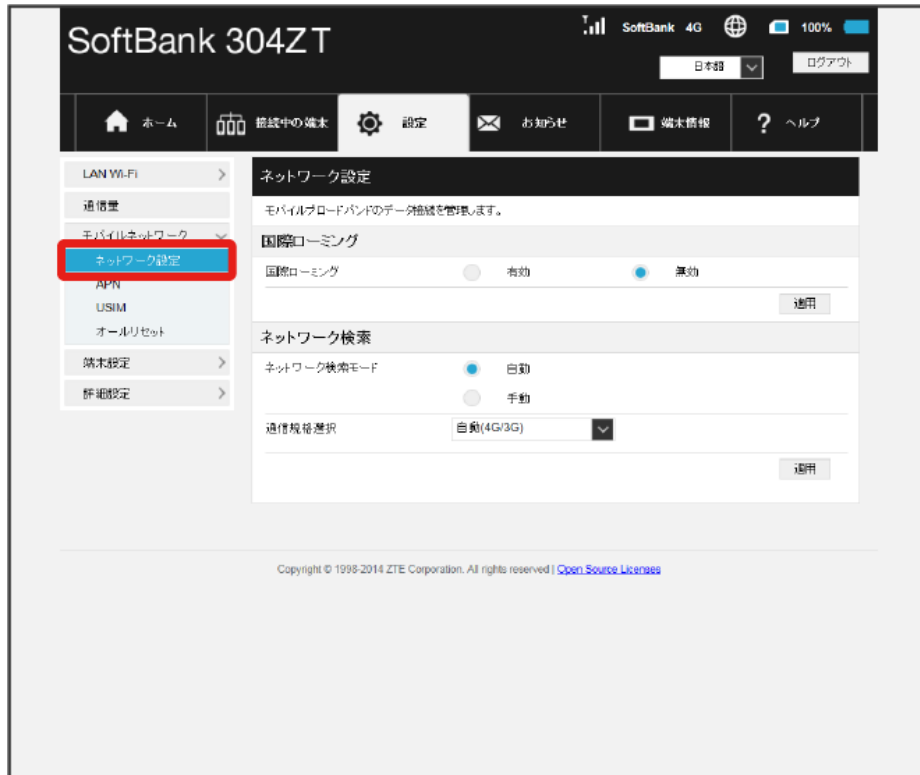 SoftBank 304ZT
SoftBank 4G 100%
日本語
ログアウト
ホーム
接続中の端末
設定
お知らせ
端末情報
? ヘルプ
LAN Wi-Fi
通信量
モバイルネットワーク
ネットワーク設定
APN
USIM
オールリセット
端末設定
詳細設定
ネットワーク設定
モバイルブロードバンドのデータ接続を管理します。
国際ローミング
国際ローミング 有効 無効
適用
ネットワーク検索
ネットワーク検索モード 自動
手動
通信規格選択 自動(4G/3G)
適用
Copyright © 1998-2014 ZTE Corporation. All rights reserved | Open Source Licenses